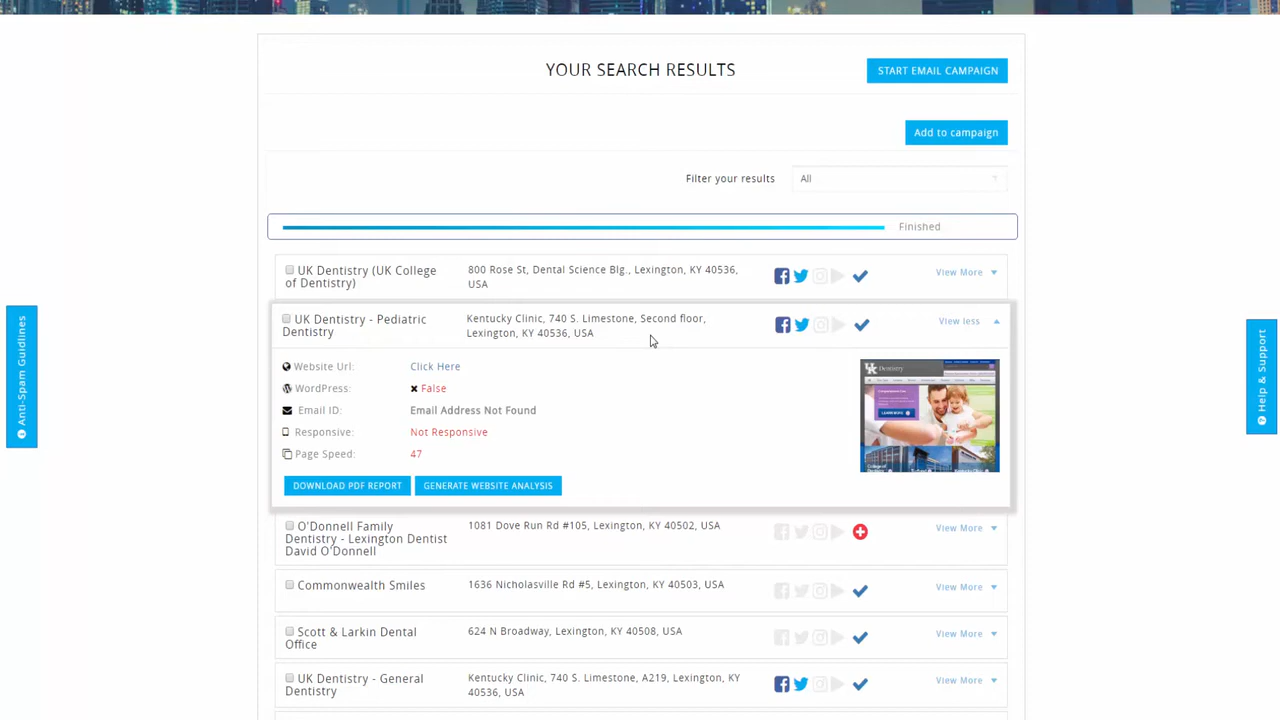 YOUR SEARCH RESULTS
START EMAIL CAMPAIGN
Add to campaign
Filter your results
All
Finished
UK Dentistry (UK College
of Dentistry)
800 Rose St, Dental Science Blg., Lexington, KY 40536,
USA
View More
UK Dentistry - Pediatric
Dentistry
Kentucky Clinic, 740 S. Limestone, Second floor,
Lexington, KY 40536, USA
View less
Website Url:
Click Here
WordPress:
False
Email ID:
Email Address Not Found
Responsive:
Not Responsive
Page Speed:
47
UK Dentistry
LEARN MORE
DOWNLOAD PDF REPORT
GENERATE WEBSITE ANALYSIS
O'Donnell Family
Dentistry - Lexington Dentist
David O'Donnell
1081 Dove Run Rd #105, Lexington, KY 40502, USA
View More
Commonwealth Smiles
1636 Nicholasville Rd #5, Lexington, KY 40503, USA
View More
Scott & Larkin Dental
Office
624 N Broadway, Lexington, KY 40508, USA
View More
UK Dentistry - General
Dentistry
Kentucky Clinic, 740 S. Limestone, A219, Lexington, KY
40536, USA
View More
Anti-Spam Guidlines
Help & Support